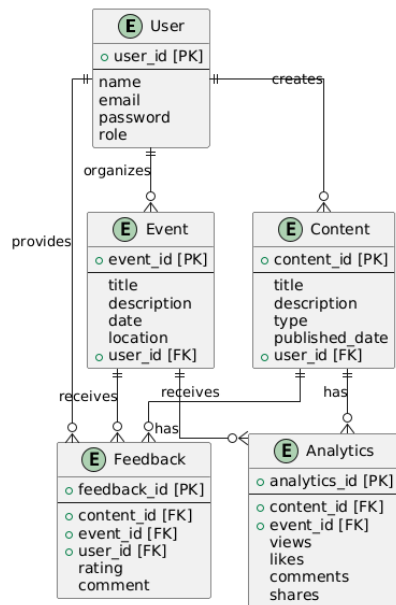 E User
user_id [PK]
name
email
password
role
creates
organizes
provides
E Event
event_id [PK]
title
description
date
location
user_id [FK]
E Content
content_id [PK]
title
description
type
published_date
user_id [FK]
receives
receives
has
has
E Feedback
feedback_id [PK]
content_id [FK]
event_id [FK]
user_id [FK]
rating
comment
E Analytics
analytics_id [PK]
content_id [FK]
event_id [FK]
views
likes
comments
shares